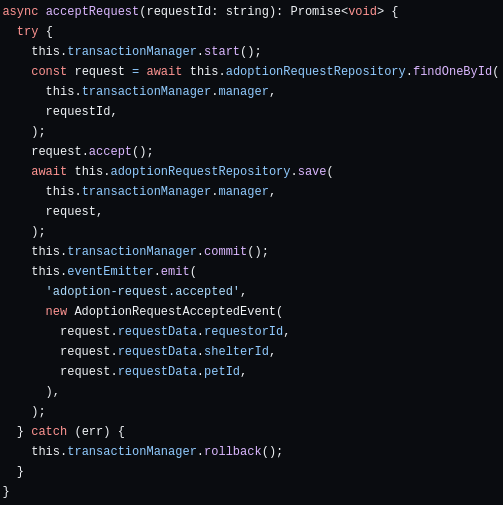 async acceptRequest(requestId: string): Promise<void> {
  try {
    this.transactionManager.start();
    const request = await this.adoptionRequestRepository.findOneById(
      this.transactionManager.manager,
      requestId,
    );
    request.accept();
    await this.adoptionRequestRepository.save(
      this.transactionManager.manager,
      request,
    );
    this.transactionManager.commit();
    this.eventEmitter.emit(
      'adoption-request.accepted',
      new AdoptionRequestAcceptedEvent(
        request.requestData.requestorId,
        request.requestData.shelterId,
        request.requestData.petId,
      ),
    );
  } catch (err) {
    this.transactionManager.rollback();
  }
}